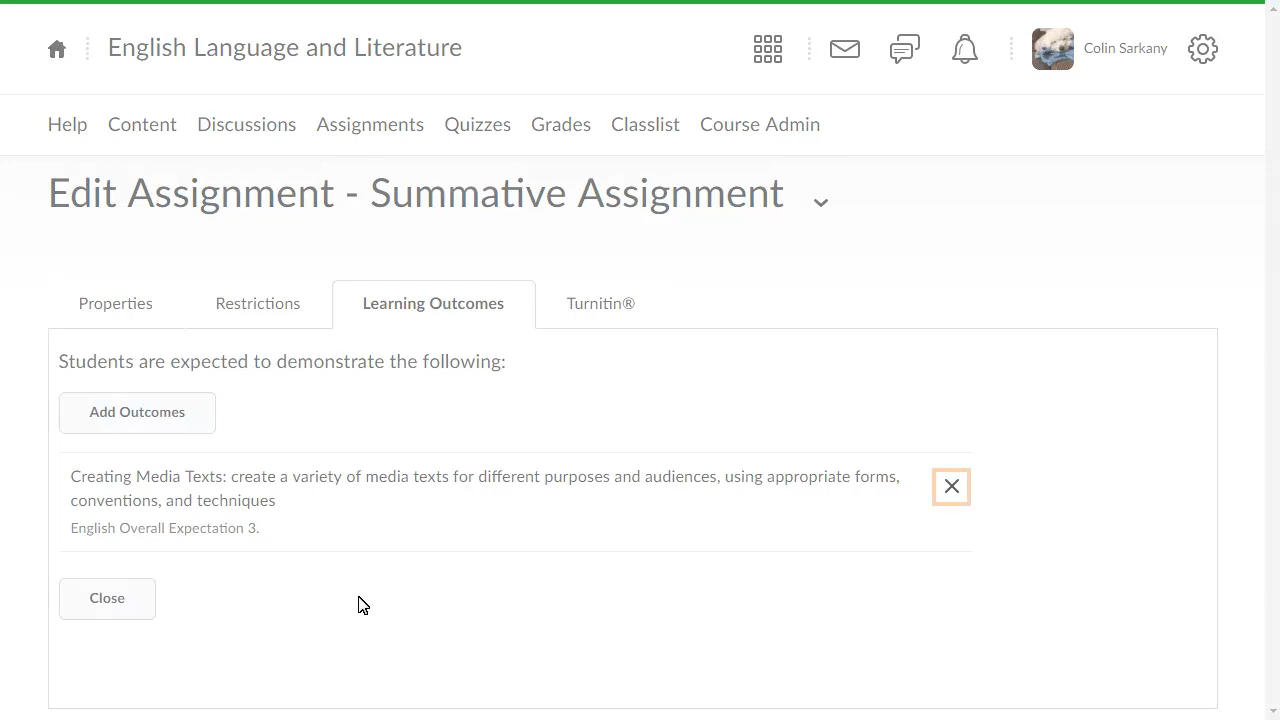 English Language and Literature
Colin Sarkany
Help Content Discussions Assignments Quizzes Grades Classlist Course Admin
Edit Assignment - Summative Assignment
Properties Restrictions Learning Outcomes Turnitin®
Students are expected to demonstrate the following:
Add Outcomes
Creating Media Texts: create a variety of media texts for different purposes and audiences, using appropriate forms,
conventions, and techniques
English Overall Expectation 3.
Close